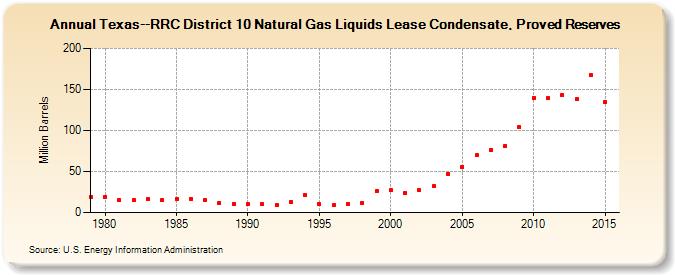 Annual Texas--RRC District 10 Natural Gas Liquids Lease Condensate, Proved Reserves
200
150
100
50
0
Million Barrels
1980 1985 1990 1995 2000 2005 2010 2015
Source: U.S. Energy Information Administration